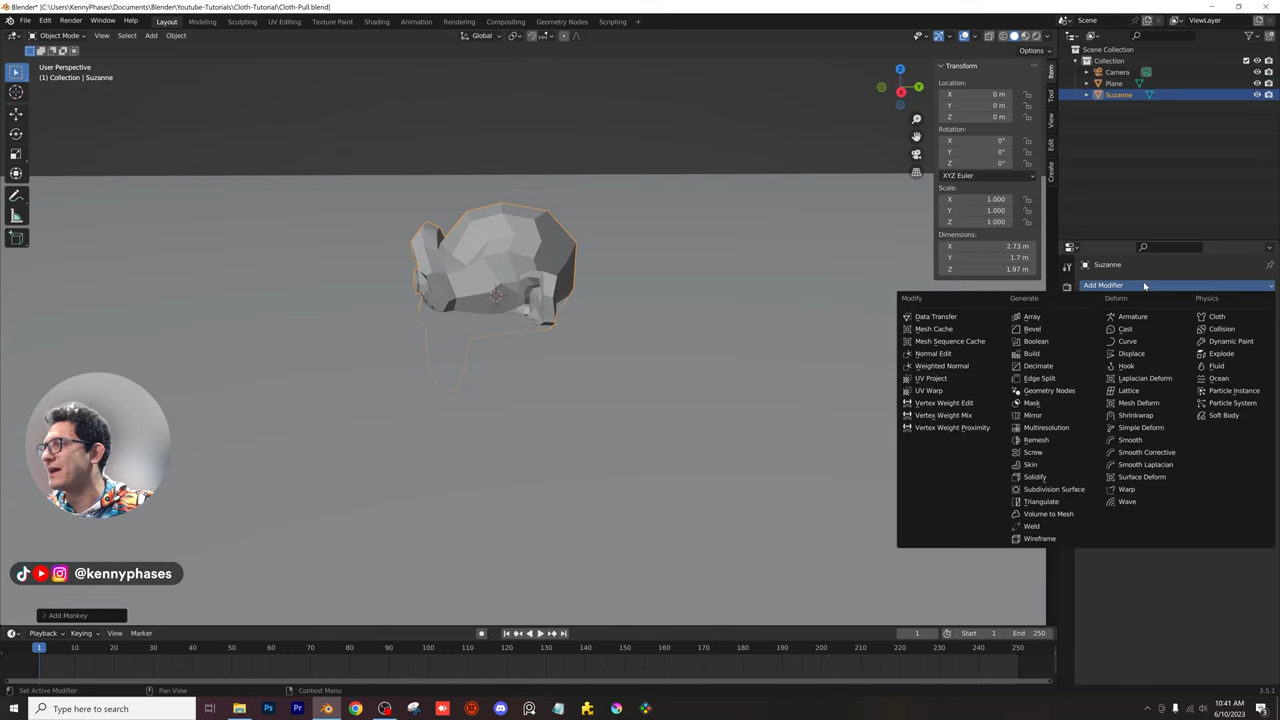 Blender* [C:\Users\KennyPhases\Documents\Blender\Youtube-Tutorials\Cloth-Tutorial\Cloth-Pull.blend]
File Edit Render Window Help
Layout Modeling Sculpting UV Editing Texture Paint Shading Animation Rendering Compositing Geometry Nodes Scripting
Scene
ViewLayer
Object Mode View Select Add Object
Global
Options
User Perspective
(1) Collection | Suzanne
Z
Y
X
Transform
Location:
X 0 m
Y 0 m
Z 0 m
Rotation:
X 0°
Y 0°
Z 0°
XYZ Euler
Scale:
X 1.000
Y 1.000
Z 1.000
Dimensions:
X 2.73 m
Y 1.7 m
Z 1.97 m
Item
Tool
View
Edit
Create
Scene Collection
Collection
Camera
Plane
Suzanne
Suzanne
Add Modifier
Modify
Data Transfer
Mesh Cache
Mesh Sequence Cache
Normal Edit
Weighted Normal
UV Project
UV Warp
Vertex Weight Edit
Vertex Weight Mix
Vertex Weight Proximity
Generate
Array
Bevel
Boolean
Build
Decimate
Edge Split
Geometry Nodes
Mask
Mirror
Multiresolution
Remesh
Screw
Skin
Solidify
Subdivision Surface
Triangulate
Volume to Mesh
Weld
Wireframe
Deform
Armature
Cast
Curve
Displace
Hook
Laplacian Deform
Lattice
Mesh Deform
Shrinkwrap
Simple Deform
Smooth
Smooth Corrective
Smooth Laplacian
Surface Deform
Warp
Wave
Physics
Cloth
Collision
Dynamic Paint
Explode
Fluid
Ocean
Particle Instance
Particle System
Soft Body
@kennyphases
Add Monkey
Playback Keying View Marker
1
Start 1
End 250
1 10 20 30 40 50 60 70 80 90 100 110 120 130 140 150 160 170 180 190 200 210 220 230 240 250
Set Active Modifier
Pan View
Context Menu
3.5.1
Type here to search
Ps
Pr
10:41 AM
6/10/2023
3